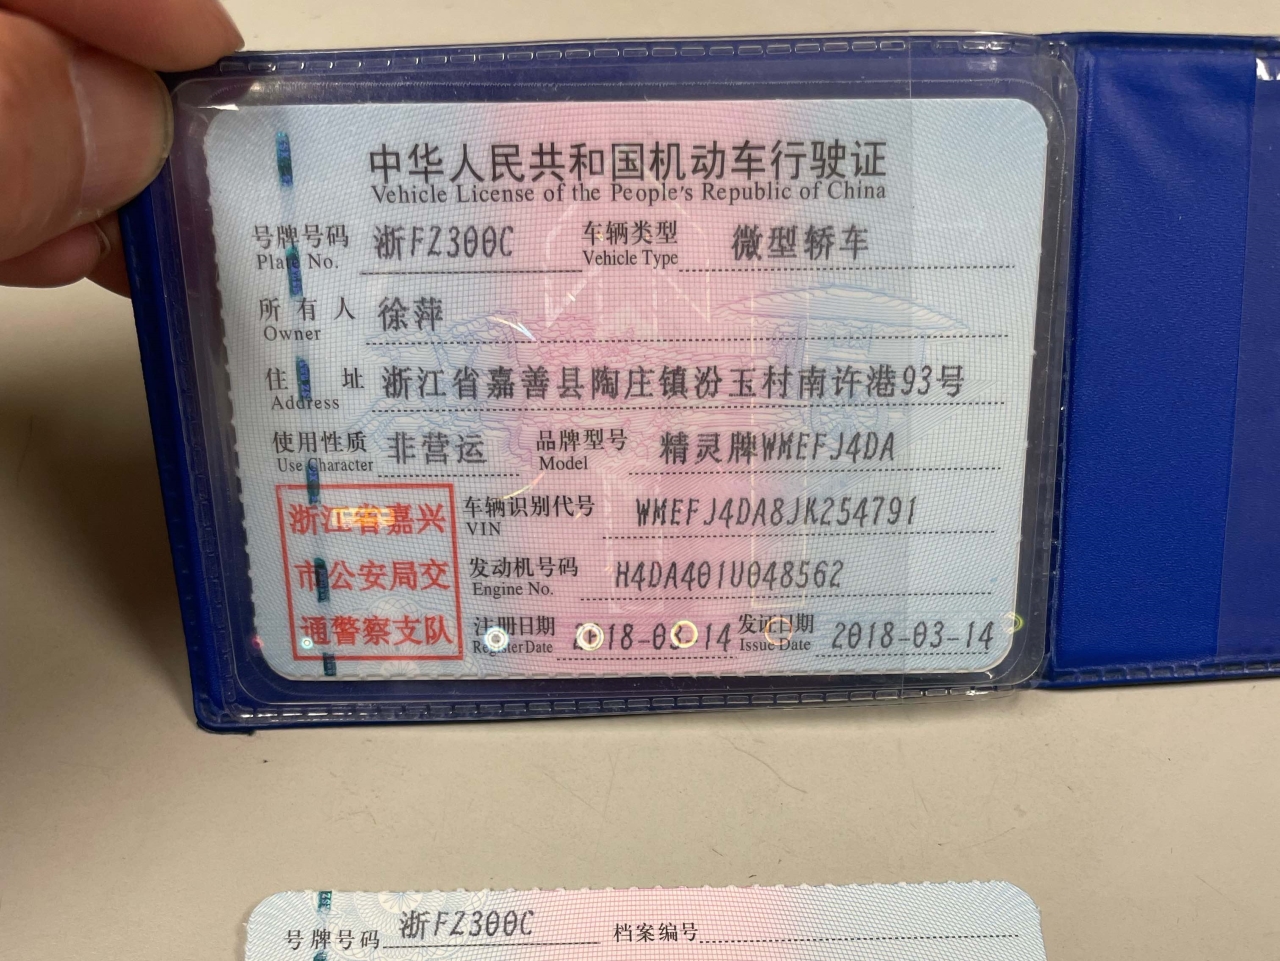 中华人民共和国机动车行驶证
Vehicle License of the People's Republic of China
号牌号码 浙FZ300C 车辆类型 微型轿车
Plate No. Vehicle Type
所有人 徐萍
Owner
住址 浙江省嘉善县陶庄镇汾玉村南许港93号
Address
使用性质 非营运 品牌型号 精灵牌WMEFJ4DA
Use Character Model
浙江省嘉兴
市公安局交
通警察支队
车辆识别代号 WMEFJ4DA8JK254791
VIN
发动机号码 H4DA401U048562
Engine No.
注册日期 2018-03-14 发证日期 2018-03-14
Register Date Issue Date
号牌号码 浙FZ300C 档案编号